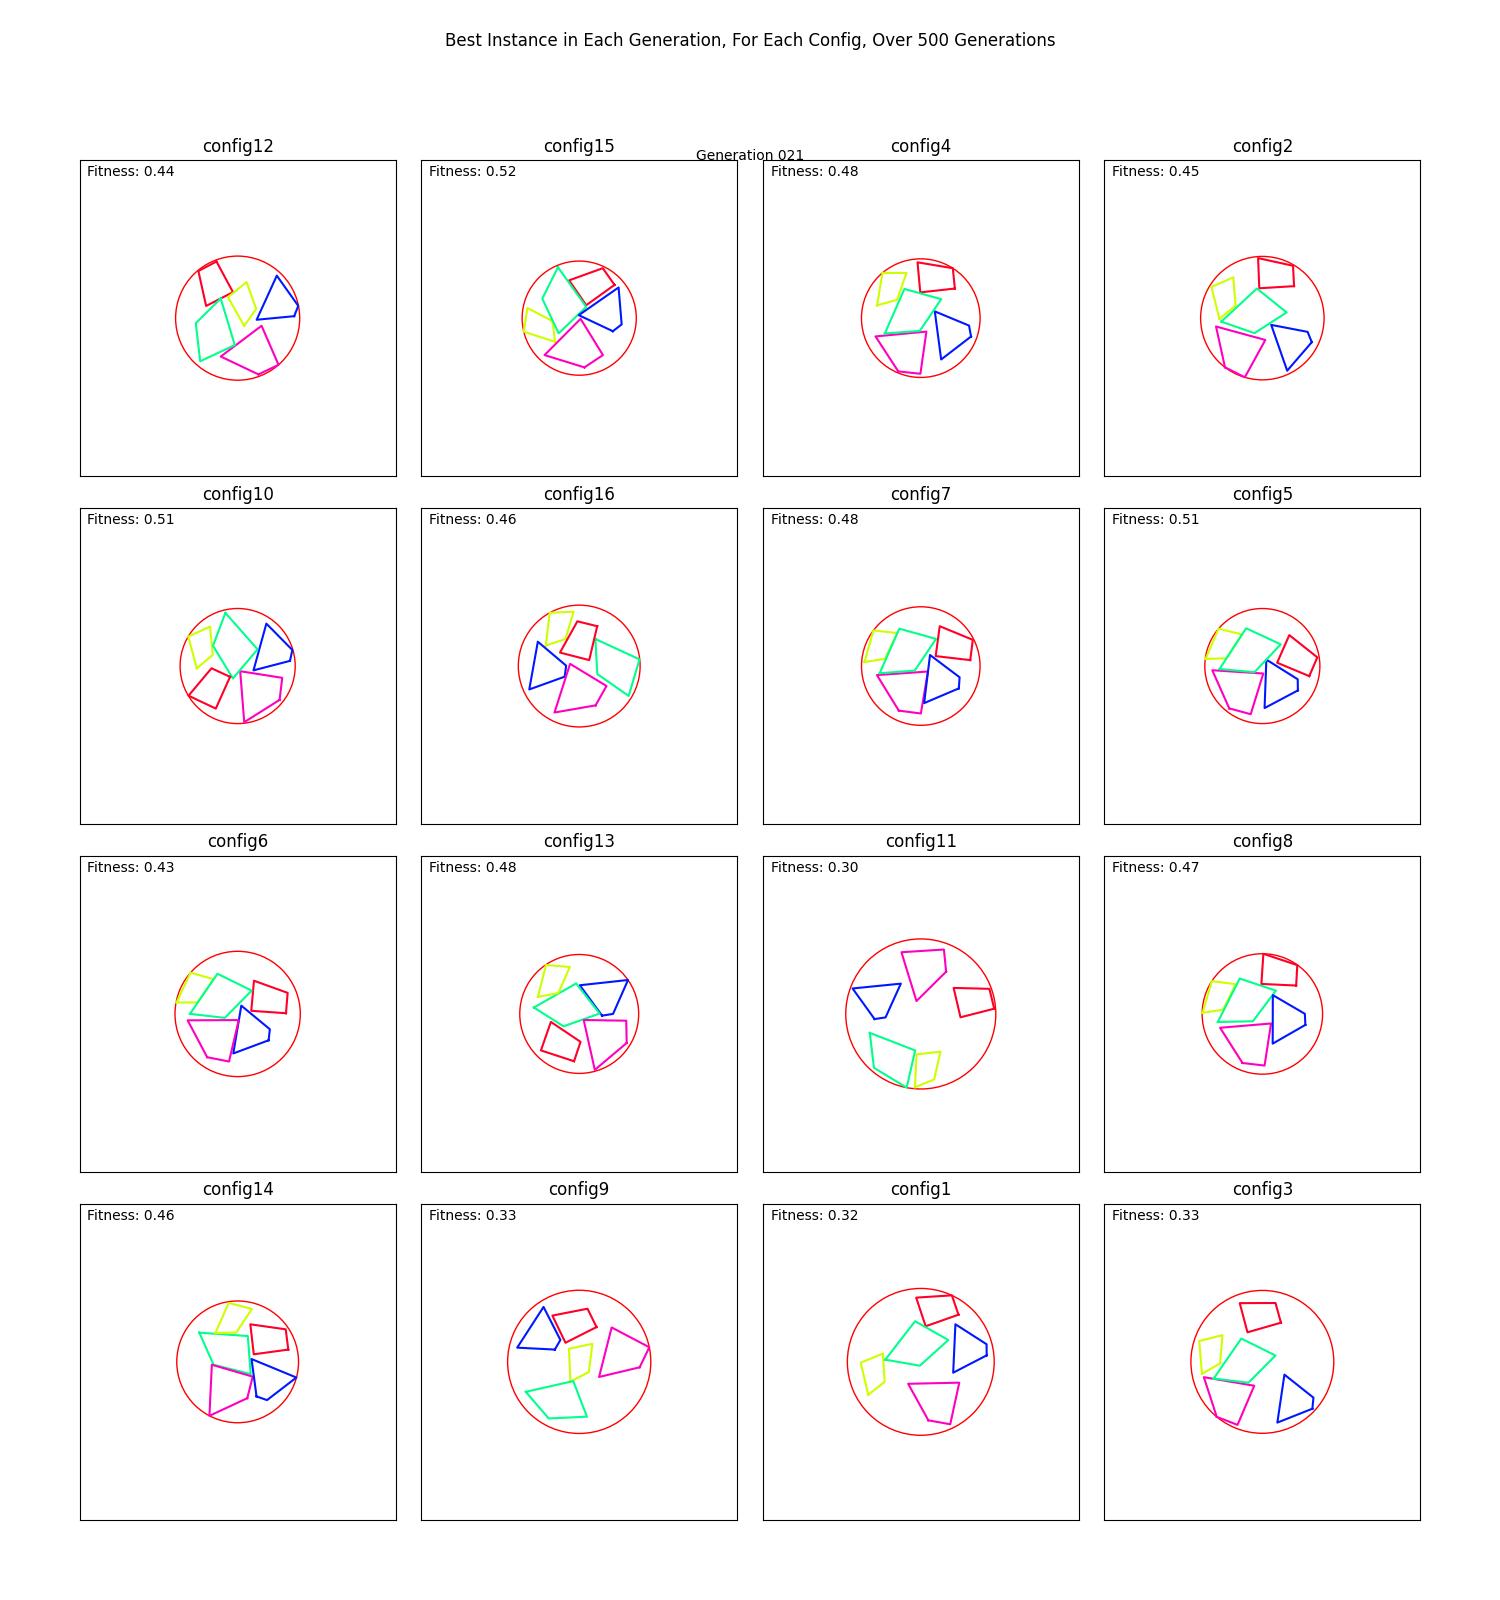 Best Instance in Each Generation, For Each Config, Over 500 Generations
Generation 021
config12
config15
config4
config2
Fitness: 0.44
Fitness: 0.52
Fitness: 0.48
Fitness: 0.45
config10
config16
config7
config5
Fitness: 0.51
Fitness: 0.46
Fitness: 0.48
Fitness: 0.51
config6
config13
config11
config8
Fitness: 0.43
Fitness: 0.48
Fitness: 0.30
Fitness: 0.47
config14
config9
config1
config3
Fitness: 0.46
Fitness: 0.33
Fitness: 0.32
Fitness: 0.33